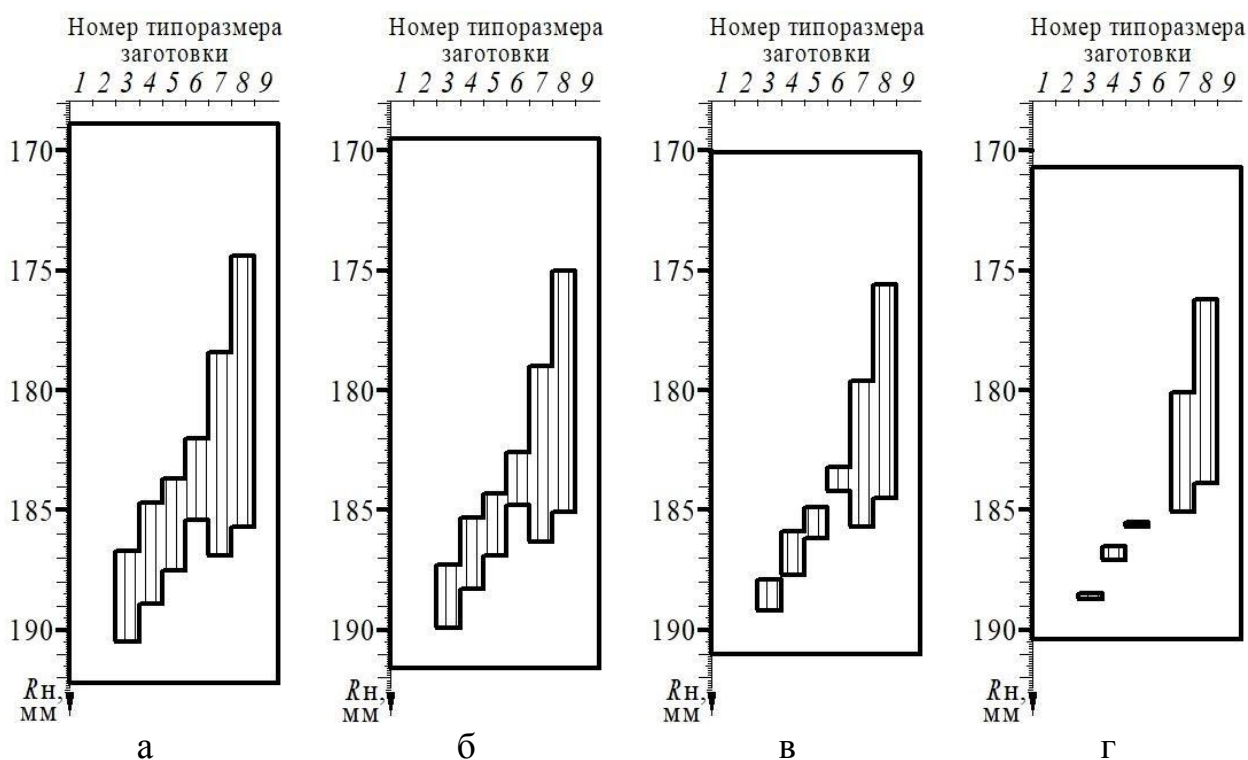 Номер типоразмера
заготовки
1 2 3 4 5 6 7 8 9
170
175
180
185
190
Rн,
мм
а
Номер типоразмера
заготовки
1 2 3 4 5 6 7 8 9
170
175
180
185
190
Rн,
мм
б
Номер типоразмера
заготовки
1 2 3 4 5 6 7 8 9
170
175
180
185
190
Rн,
мм
в
Номер типоразмера
заготовки
1 2 3 4 5 6 7 8 9
170
175
180
185
190
Rн,
мм
г